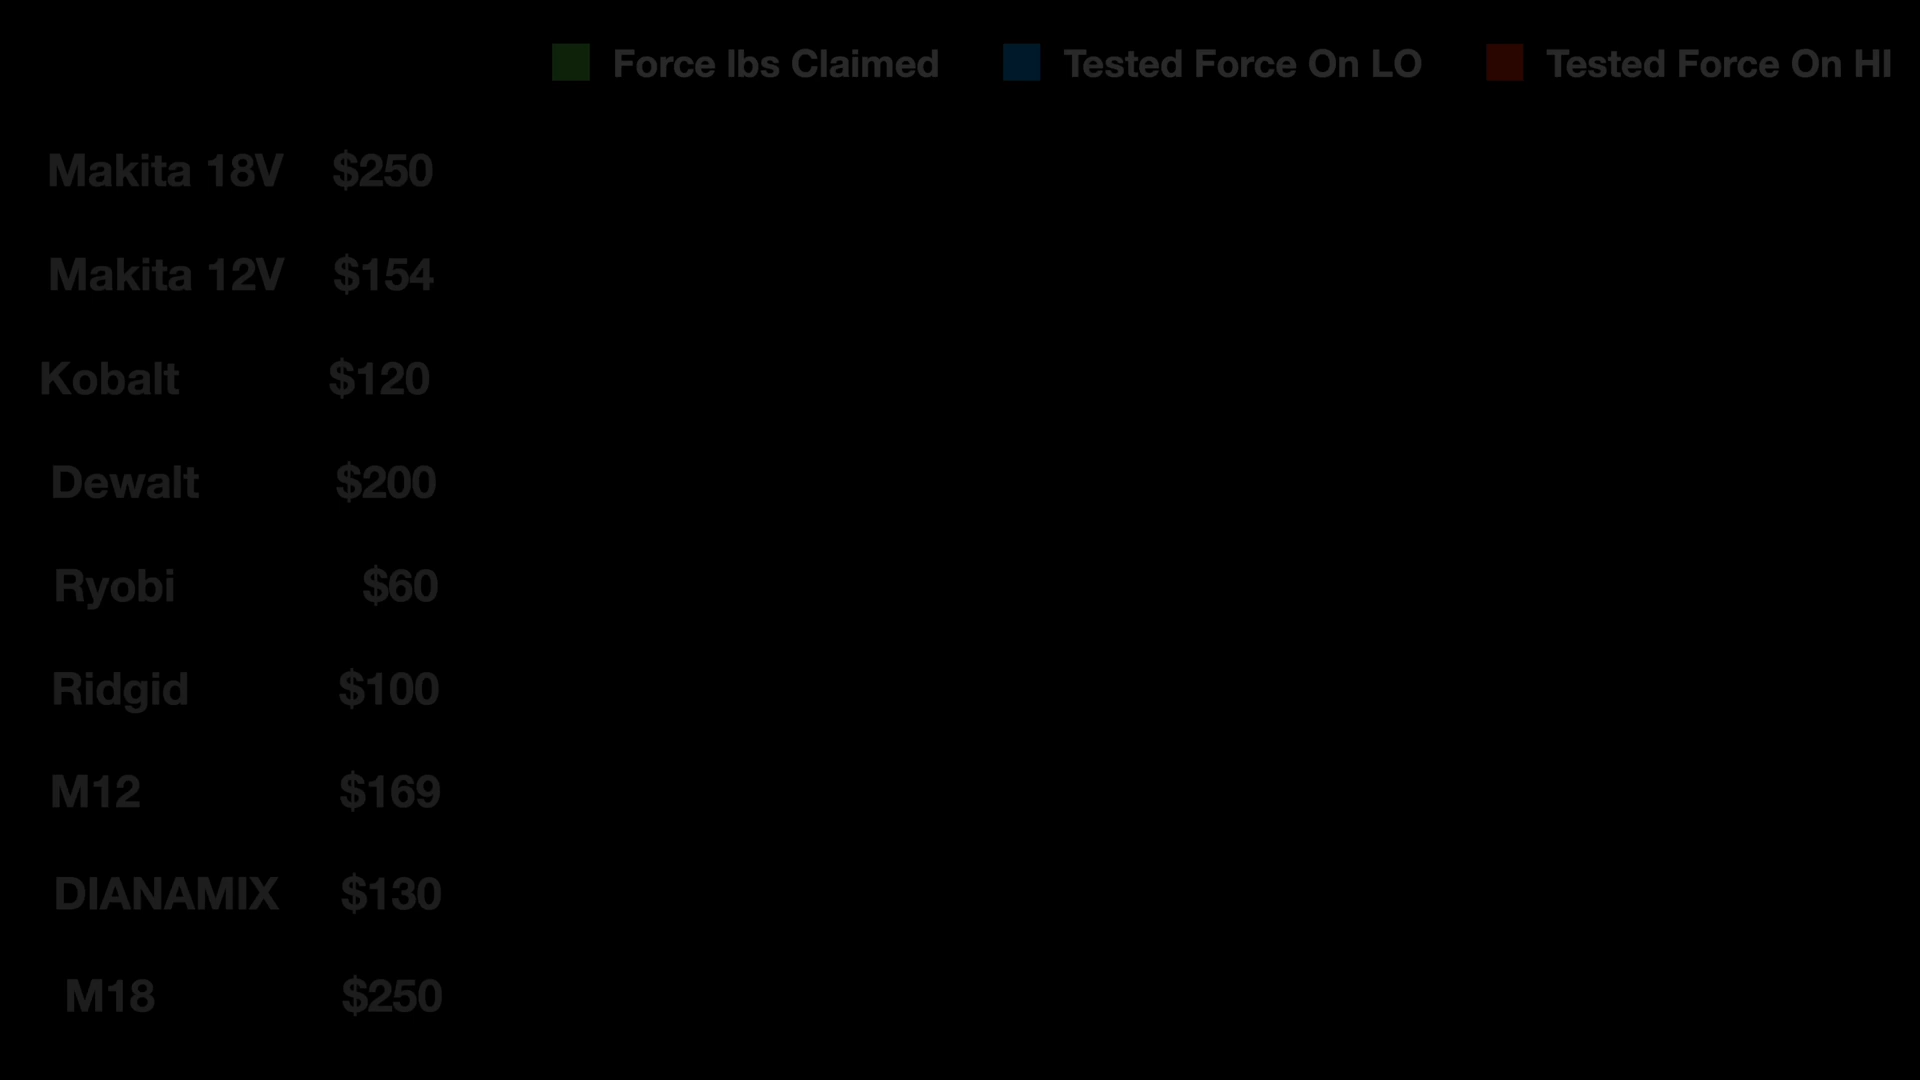 Force lbs Claimed Tested Force On LO Tested Force On HI
Makita 18V $250
Makita 12V $154
Kobalt $120
Dewalt $200
Ryobi $60
Ridgid $100
M12 $169
DIANAMIX $130
M18 $250